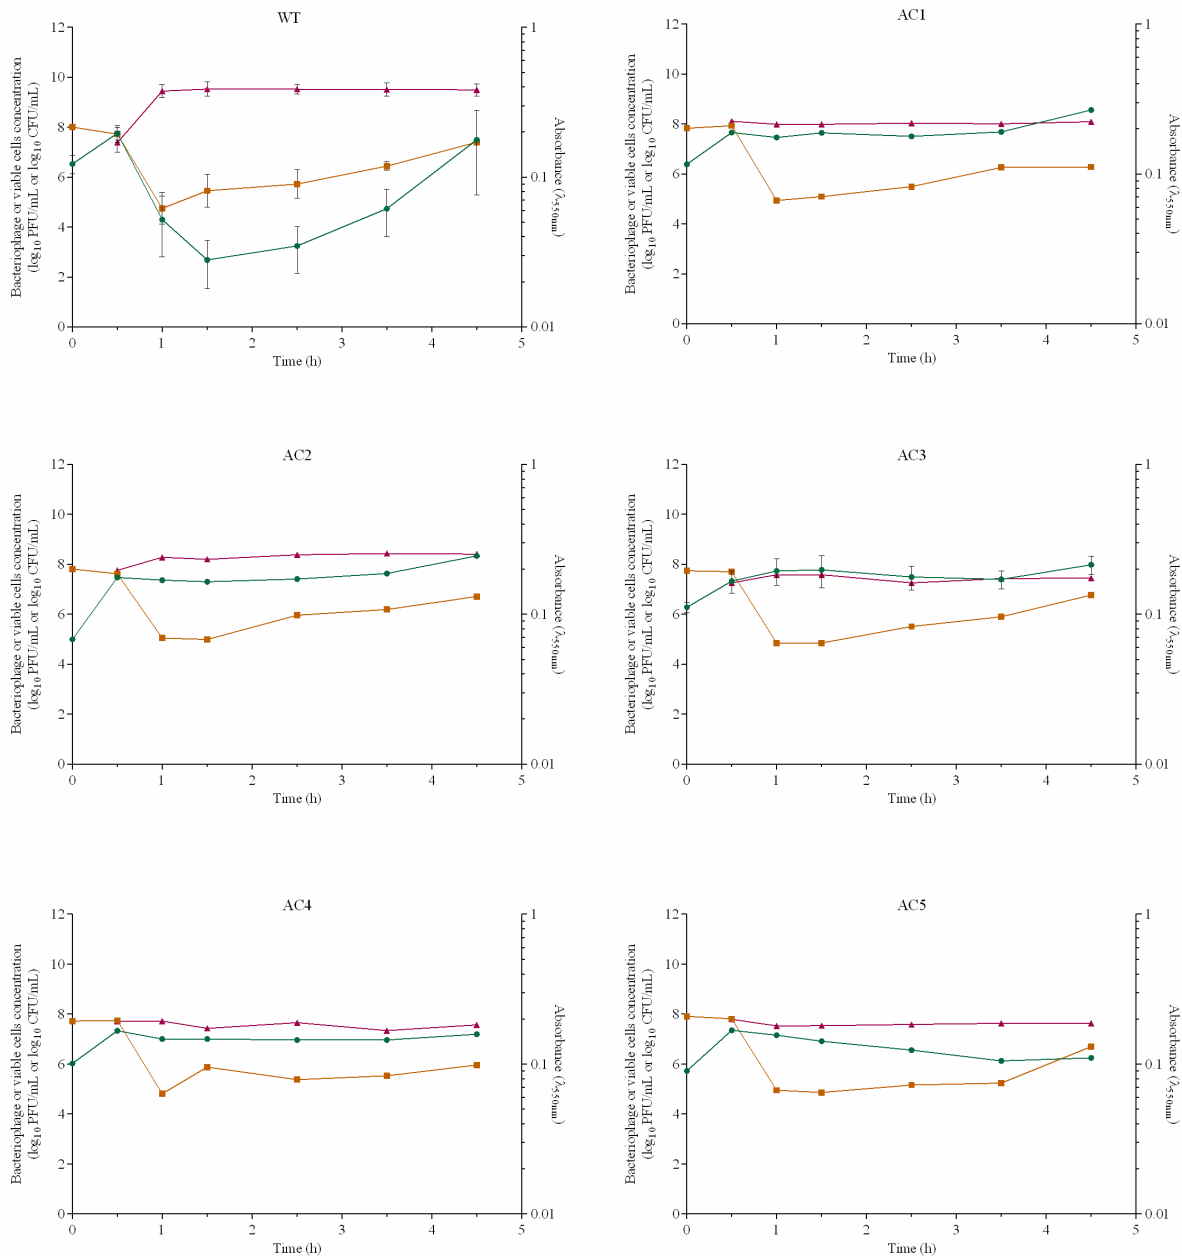 WT
Bacteriophage or viable cells concentration
(log10 PFU/mL or log10 CFU/mL)
12
10
8
6
4
2
0
1
0.1
0.01
Absorbance (λ550nm)
0 1 2 3 4 5
Time (h)
AC1
Bacteriophage or viable cells concentration
(log10 PFU/mL or log10 CFU/mL)
12
10
8
6
4
2
0
1
0.1
0.01
Absorbance (λ550nm)
0 1 2 3 4 5
Time (h)
AC2
Bacteriophage or viable cells concentration
(log10 PFU/mL or log10 CFU/mL)
12
10
8
6
4
2
0
1
0.1
0.01
Absorbance (λ550nm)
0 1 2 3 4 5
Time (h)
AC3
Bacteriophage or viable cells concentration
(log10 PFU/mL or log10 CFU/mL)
12
10
8
6
4
2
0
1
0.1
0.01
Absorbance (λ550nm)
0 1 2 3 4 5
Time (h)
AC4
Bacteriophage or viable cells concentration
(log10 PFU/mL or log10 CFU/mL)
12
10
8
6
4
2
0
1
0.1
0.01
Absorbance (λ550nm)
0 1 2 3 4 5
Time (h)
AC5
Bacteriophage or viable cells concentration
(log10 PFU/mL or log10 CFU/mL)
12
10
8
6
4
2
0
1
0.1
0.01
Absorbance (λ550nm)
0 1 2 3 4 5
Time (h)